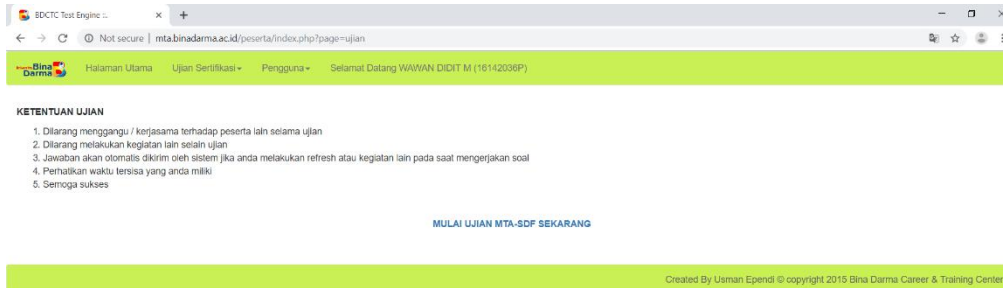 BDCTC Test Engine :.
Not secure | mta.binadarma.ac.id/peserta/index.php?page=ujian
Bina Darma
Halaman Utama Ujian Sertifikasi Pengguna Selamat Datang WAWAN DIDIT M (16142036P)
KETENTUAN UJIAN
1. Dilarang menggangu / kerjasama terhadap peserta lain selama ujian
2. Dilarang melakukan kegiatan lain selain ujian
3. Jawaban akan otomatis dikirim oleh sistem jika anda melakukan refresh atau kegiatan lain pada saat mengerjakan soal
4. Perhatikan waktu tersisa yang anda miliki
5. Semoga sukses
MULAI UJIAN MTA-SDF SEKARANG
Created By Usman Ependi © copyright 2015 Bina Darma Career & Training Center